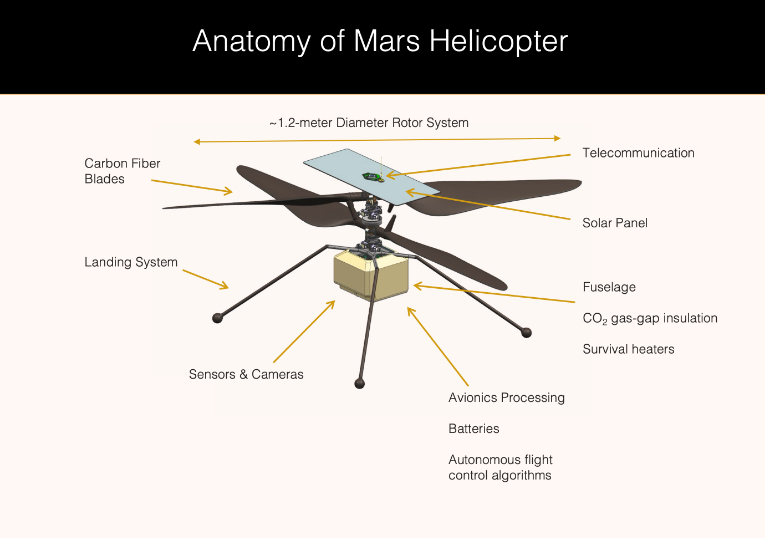 Anatomy of Mars Helicopter
~1.2-meter Diameter Rotor System
Carbon Fiber
Blades
Telecommunication
Solar Panel
Landing System
Fuselage
CO₂ gas-gap insulation
Survival heaters
Sensors & Cameras
Avionics Processing
Batteries
Autonomous flight
control algorithms